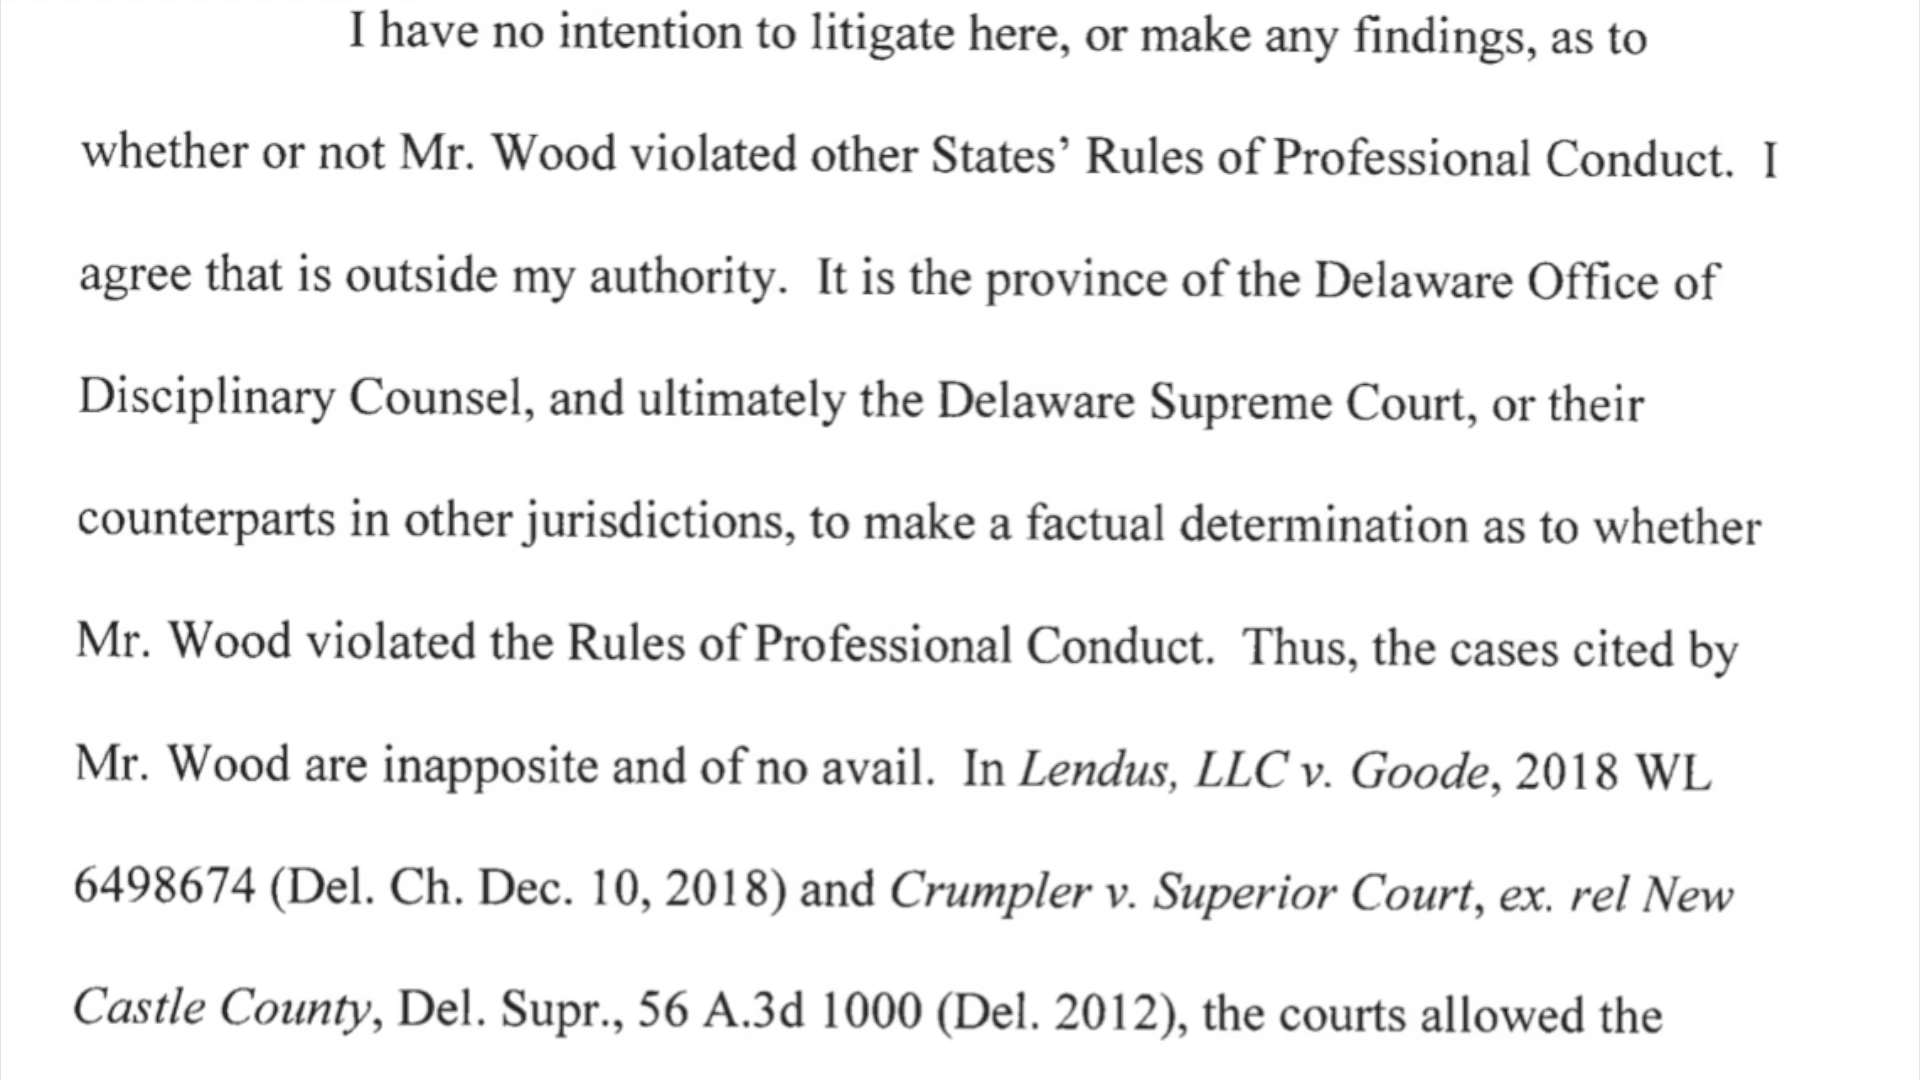 I have no intention to litigate here, or make any findings, as to
whether or not Mr. Wood violated other States’ Rules of Professional Conduct.  I
agree that is outside my authority.  It is the province of the Delaware Office of
Disciplinary Counsel, and ultimately the Delaware Supreme Court, or their
counterparts in other jurisdictions, to make a factual determination as to whether
Mr. Wood violated the Rules of Professional Conduct.  Thus, the cases cited by
Mr. Wood are inapposite and of no avail.  In Lendus, LLC v. Goode, 2018 WL
6498674 (Del. Ch. Dec. 10, 2018) and Crumpler v. Superior Court, ex. rel New
Castle County, Del. Supr., 56 A.3d 1000 (Del. 2012), the courts allowed the